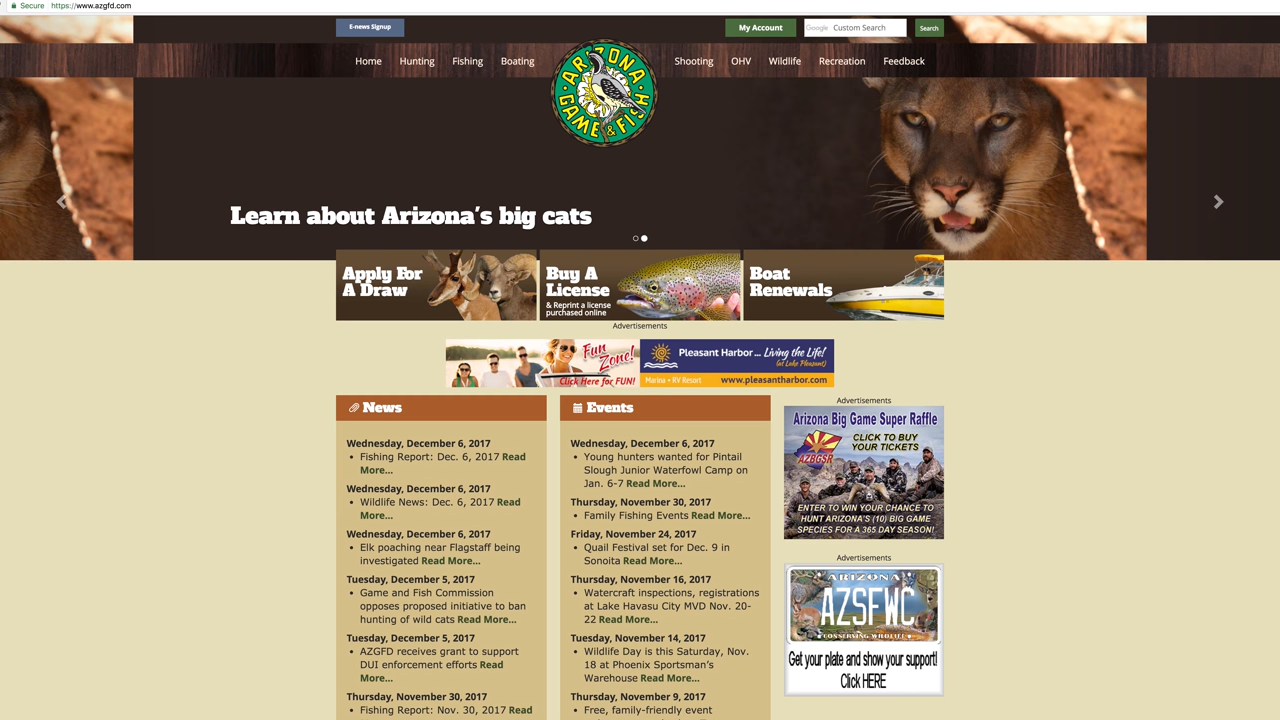 Secure https://www.azgfd.com
E-news Signup
My Account
Google Custom Search
Search
Home Hunting Fishing Boating
ARIZONA GAME & FISH
Shooting OHV Wildlife Recreation Feedback
Learn about Arizona's big cats
Apply For
A Draw
Buy A
License
& Reprint a license
purchased online
Boat
Renewals
Advertisements
Fun
Zone!
Click Here for FUN!
Pleasant Harbor... Living the Life!
(at Lake Pleasant)
Marina • RV Resort www.pleasantharbor.com
News
Wednesday, December 6, 2017
• Fishing Report: Dec. 6, 2017 Read
More...
Wednesday, December 6, 2017
• Wildlife News: Dec. 6, 2017 Read
More...
Wednesday, December 6, 2017
• Elk poaching near Flagstaff being
investigated Read More...
Tuesday, December 5, 2017
• Game and Fish Commission
opposes proposed initiative to ban
hunting of wild cats Read More...
Tuesday, December 5, 2017
• AZGFD receives grant to support
DUI enforcement efforts Read
More...
Thursday, November 30, 2017
• Fishing Report: Nov. 30, 2017 Read
Events
Wednesday, December 6, 2017
• Young hunters wanted for Pintail
Slough Junior Waterfowl Camp on
Jan. 6-7 Read More...
Thursday, November 30, 2017
• Family Fishing Events Read More...
Friday, November 24, 2017
• Quail Festival set for Dec. 9 in
Sonoita Read More...
Thursday, November 16, 2017
• Watercraft inspections, registrations
at Lake Havasu City MVD Nov. 20-
22 Read More...
Tuesday, November 14, 2017
• Wildlife Day is this Saturday, Nov.
18 at Phoenix Sportsman's
Warehouse Read More...
Thursday, November 9, 2017
• Free, family-friendly event
Advertisements
Arizona Big Game Super Raffle
CLICK TO BUY
YOUR TICKETS
AZBGSR
ENTER TO WIN YOUR CHANCE TO
HUNT ARIZONA'S (10) BIG GAME
SPECIES FOR A 365 DAY SEASON!
Advertisements
ARIZONA
AZSFWC
CONSERVING WILDLIFE
Get your plate and show your support!
Click HERE